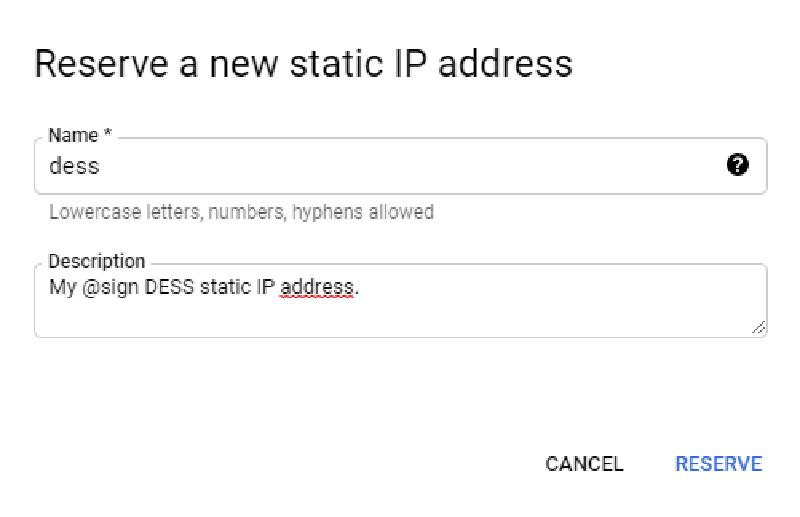 Reserve a new static IP address
Name *
dess
?
Lowercase letters, numbers, hyphens allowed
Description
My @sign DESS static IP address.
CANCEL
RESERVE